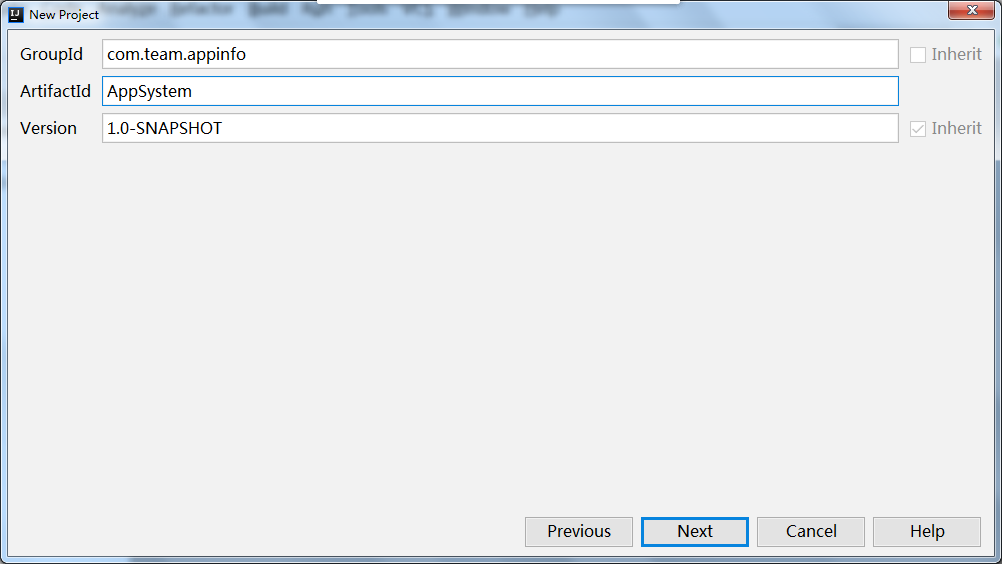 New Project
GroupId com.team.appinfo Inherit
ArtifactId AppSystem
Version 1.0-SNAPSHOT Inherit
Previous Next Cancel Help